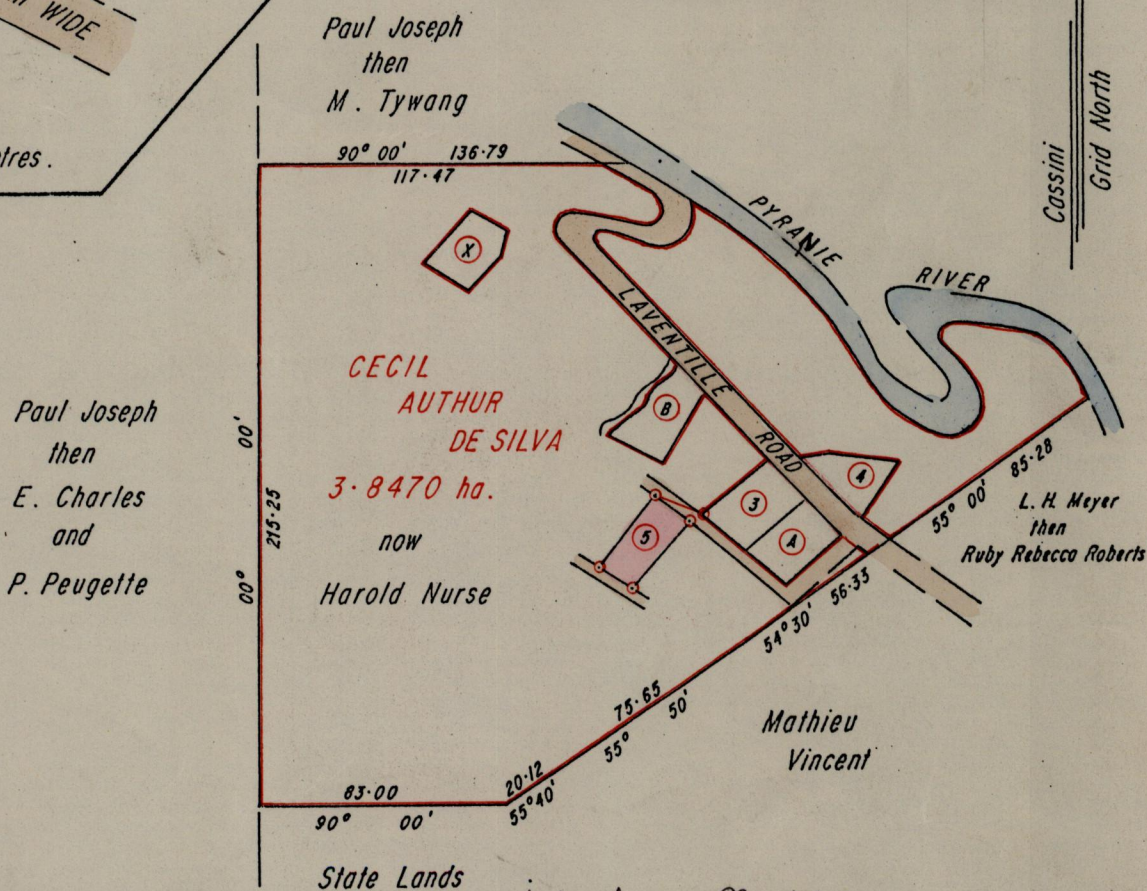 WIDE
tres.
Paul Joseph
then
M. Tywang
90° 00' 136·79
117·47
Cassini
Grid North
PYRANIE
RIVER
X
LAVENTILLE
ROAD
B
4
3
A
5
CECIL
AUTHUR
DE SILVA
3·8470 ha.
now
Harold Nurse
Paul Joseph
then
E. Charles
and
P. Peugette
00'
215·25
00°
85·28
55° 00'
L. H. Meyer
then
Ruby Rebecca Roberts
56·33
54° 30'
75·65
55° 50'
Mathieu
Vincent
83·00
90° 00'
20·12
55°40'
State Lands